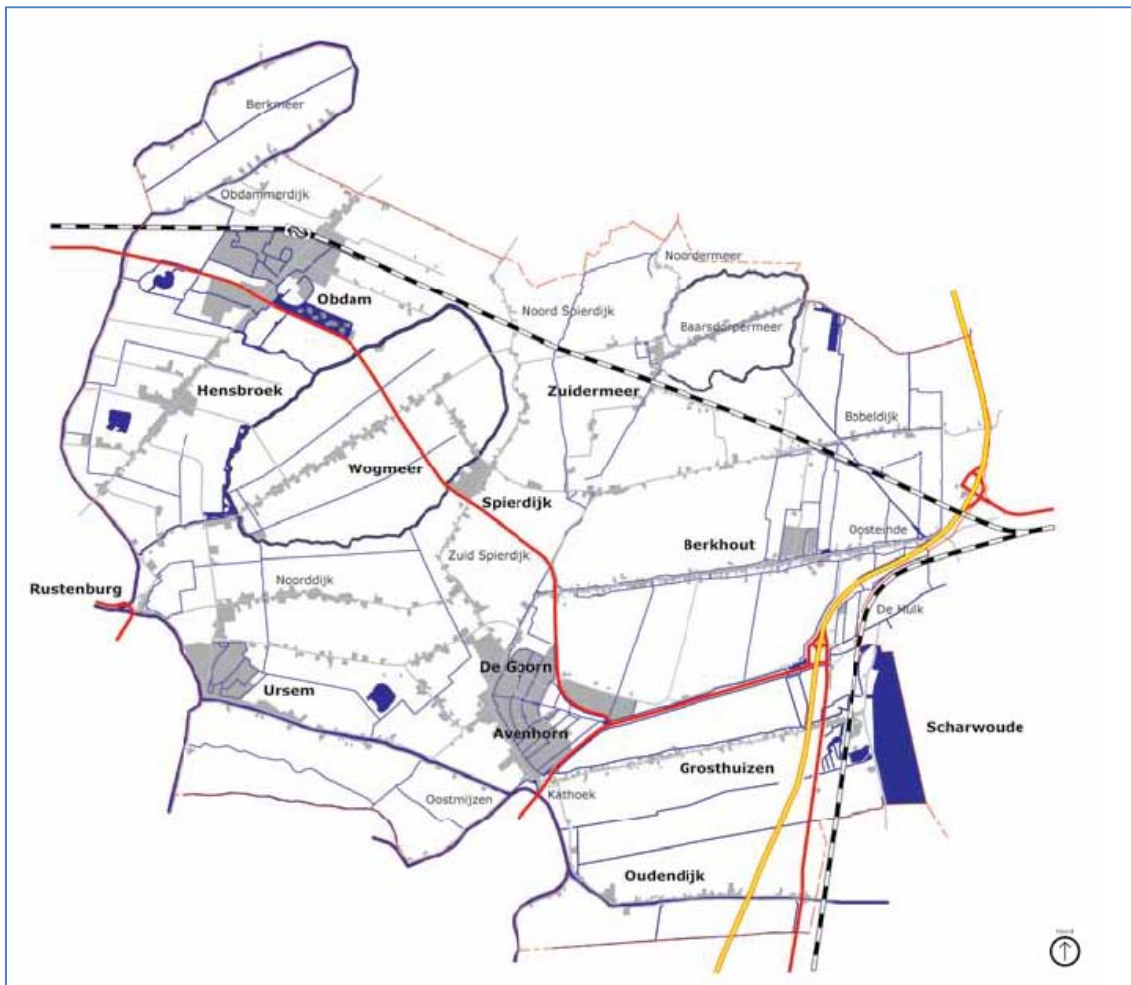 Berkmeer
Obdammerdijk
Noordermeer
Obdam
Noord Spierdijk
Baarsdorpermeer
Hensbroek
Zuidermeer
Bobeldijk
Wogmeer
Spierdijk
Berkhout
Oosteinde
Zuid Spierdijk
Noorddijk
Rustenburg
De Hulk
De Goorn
Ursem
Scharwoude
Avenhorn
Grosthuizen
Kathoek
Oostmijzen
Oudendijk
Noord